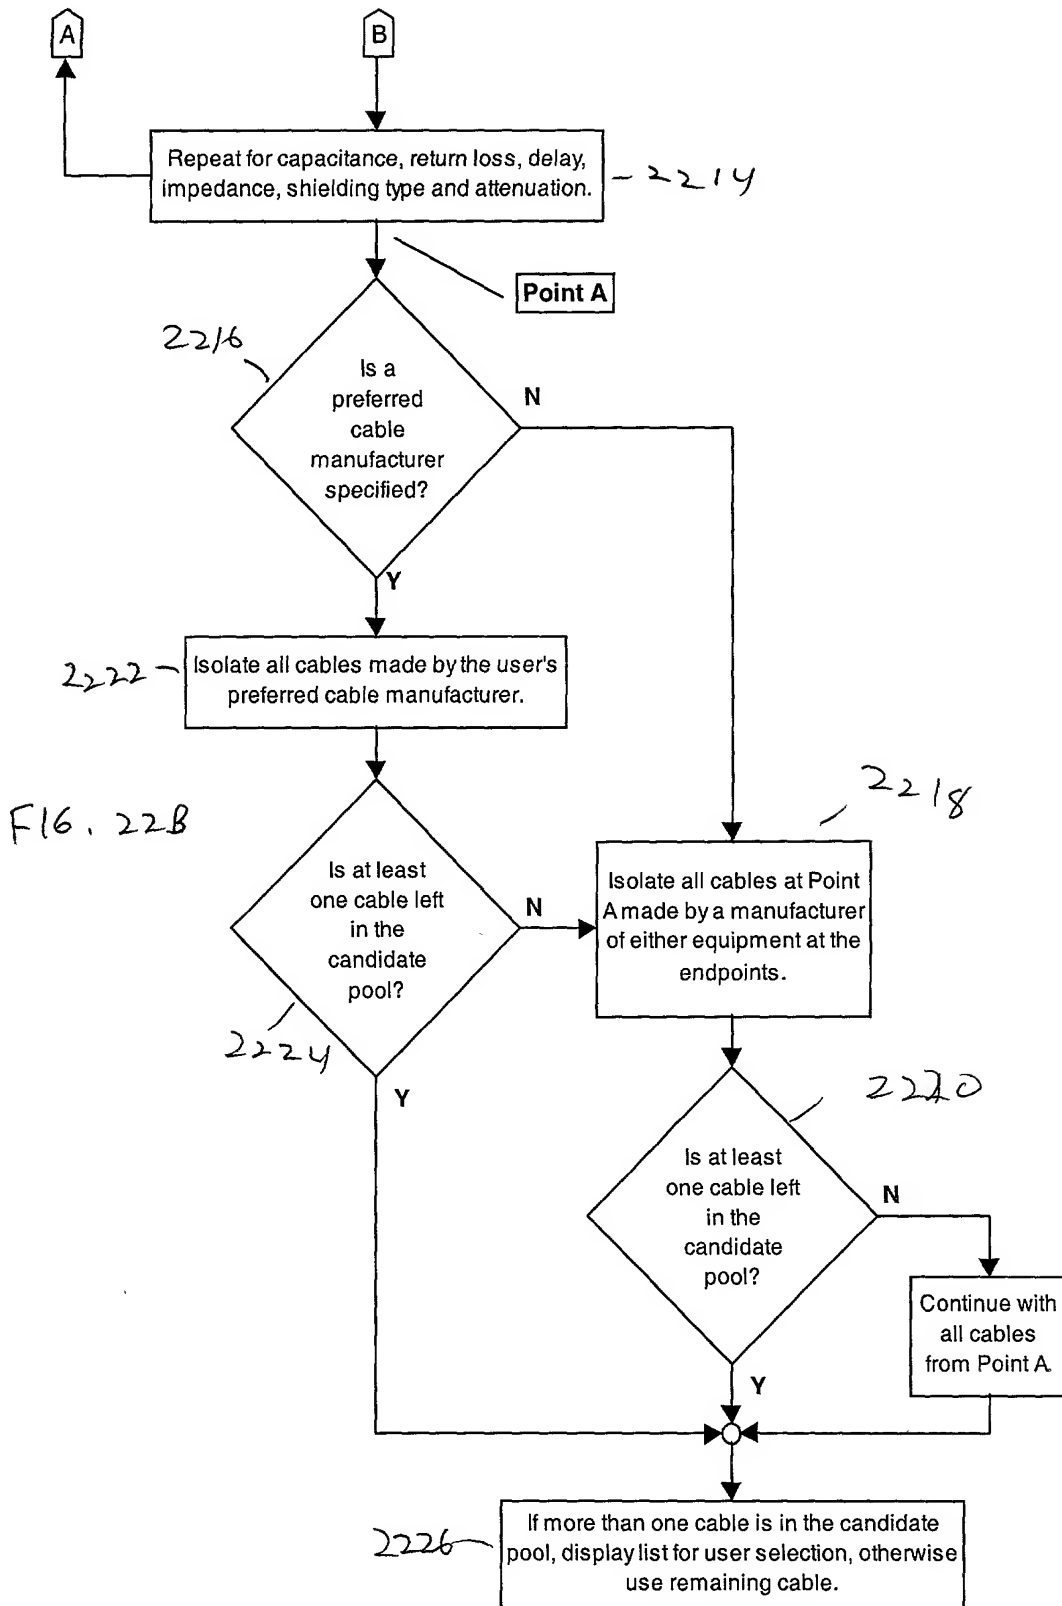 A
B
Repeat for capacitance, return loss, delay,
impedance, shielding type and attenuation.
2214
Point A
2216
Is a
preferred
cable
manufacturer
specified?
N
Y
2222
Isolate all cables made by the user's
preferred cable manufacturer.
FIG. 22B
2218
Is at least
one cable left
in the
candidate
pool?
N
Isolate all cables at Point
A made by a manufacturer
of either equipment at the
endpoints.
2224
Y
2220
Is at least
one cable left
in the
candidate
pool?
N
Continue with
all cables
from Point A.
Y
2226
If more than one cable is in the candidate
pool, display list for user selection, otherwise
use remaining cable.